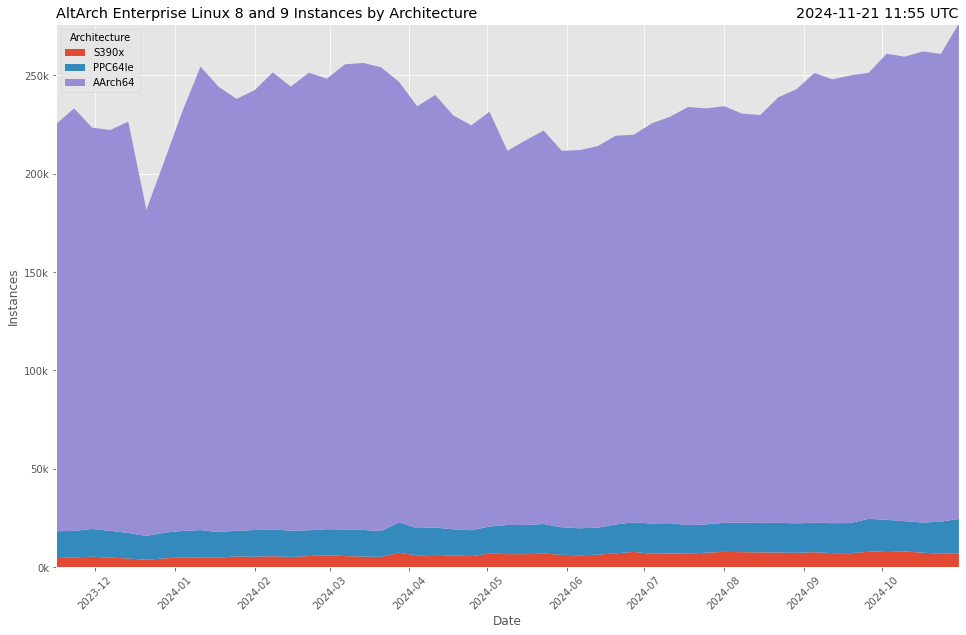 AltArch Enterprise Linux 8 and 9 Instances by Architecture
2024-11-21 11:55 UTC
Architecture
S390x
PPC64le
AArch64
250k
200k
150k
100k
50k
0k
Instances
2023-12
2024-01
2024-02
2024-03
2024-04
2024-05
2024-06
2024-07
2024-08
2024-09
2024-10
Date